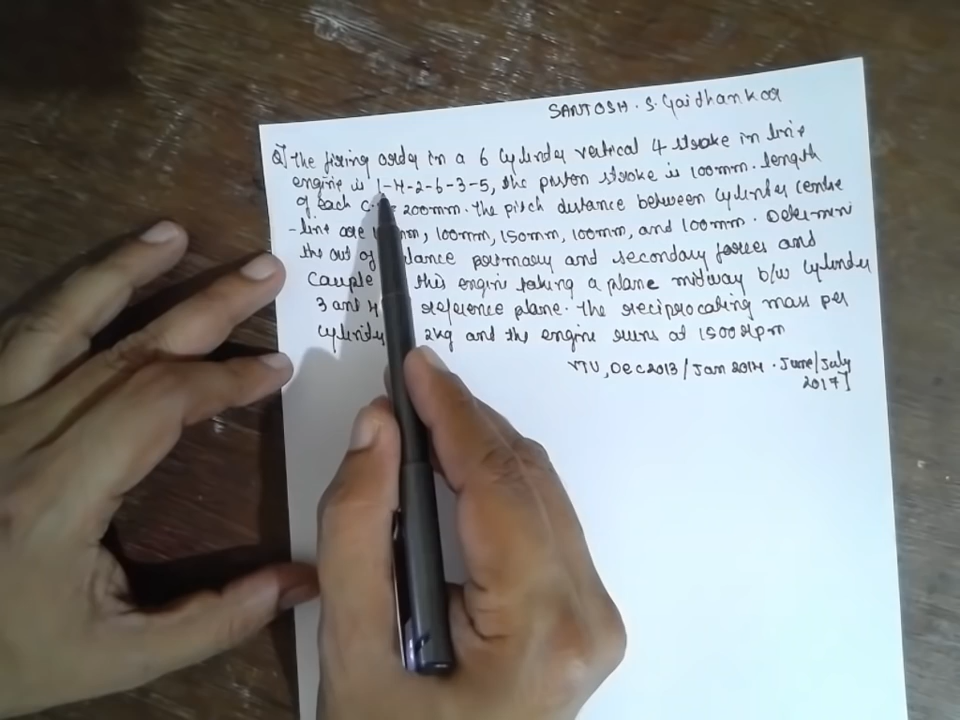 SANTOSH. S. Gaidhankar
Q] The firing order in a 6 cylinder vertical 4 stroke in line
engine is 1-4-2-6-3-5, the piston stroke is 100mm. length
of each 200mm. The pitch distance between cylinder centre
-line are mm, 100mm, 150mm, 100mm, and 100mm. Determine
the out of primary and secondary forces and
Couple this engine taking a plane midway b/w cylinder
3 and 4 reference plane. The reciprocating mass per
cylinder 2kg and the engine runs at 1500 rpm
VTU, Dec 2013/Jan 2014. June/July
2017]